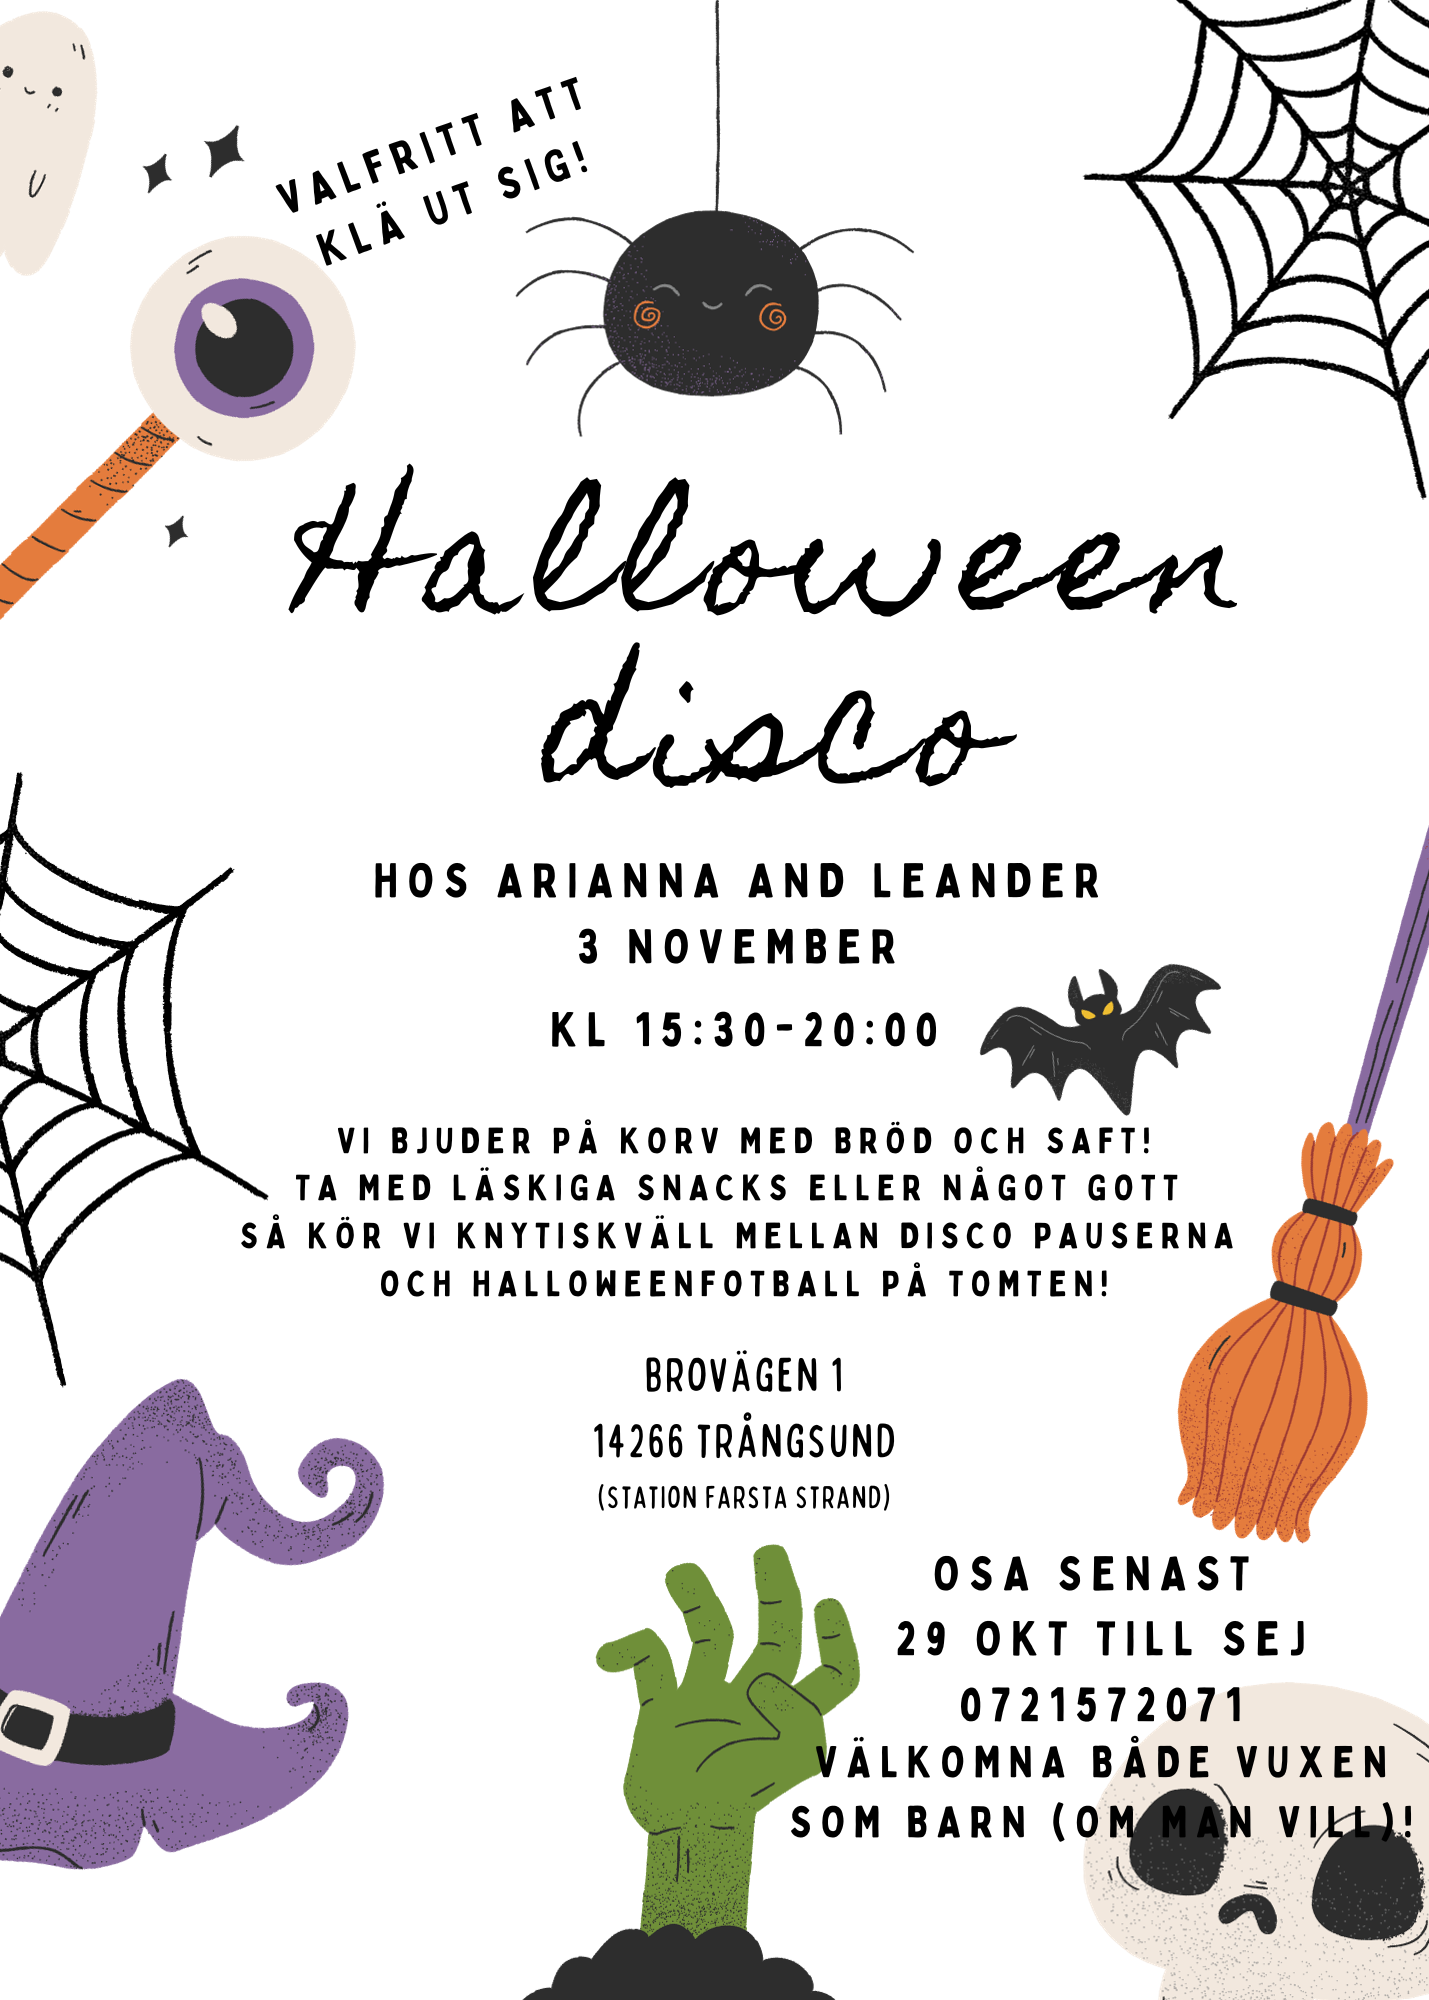 VALFRITT ATT
KLÄ UT SIG!
Halloween
disco
HOS ARIANNA AND LEANDER
3 NOVEMBER
KL 15:30-20:00
VI BJUDER PÅ KORV MED BRÖD OCH SAFT!
TA MED LÄSKIGA SNACKS ELLER NÅGOT GOTT
SÅ KÖR VI KNYTISKVÄLL MELLAN DISCO PAUSERNA
OCH HALLOWEENFOTBALL PÅ TOMTEN!
BROVÄGEN 1
14266 TRÅNGSUND
(STATION FARSTA STRAND)
OSA SENAST
29 OKT TILL SEJ
0721572071
VÄLKOMNA BÅDE VUXEN
SOM BARN (OM MAN VILL)!